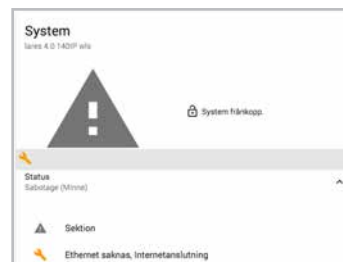 System
lares 4.0 140IP wls
System frånkopp.
Status
Sabotage (Minne)
Sektion
Ethernet saknas, Internetanslutning